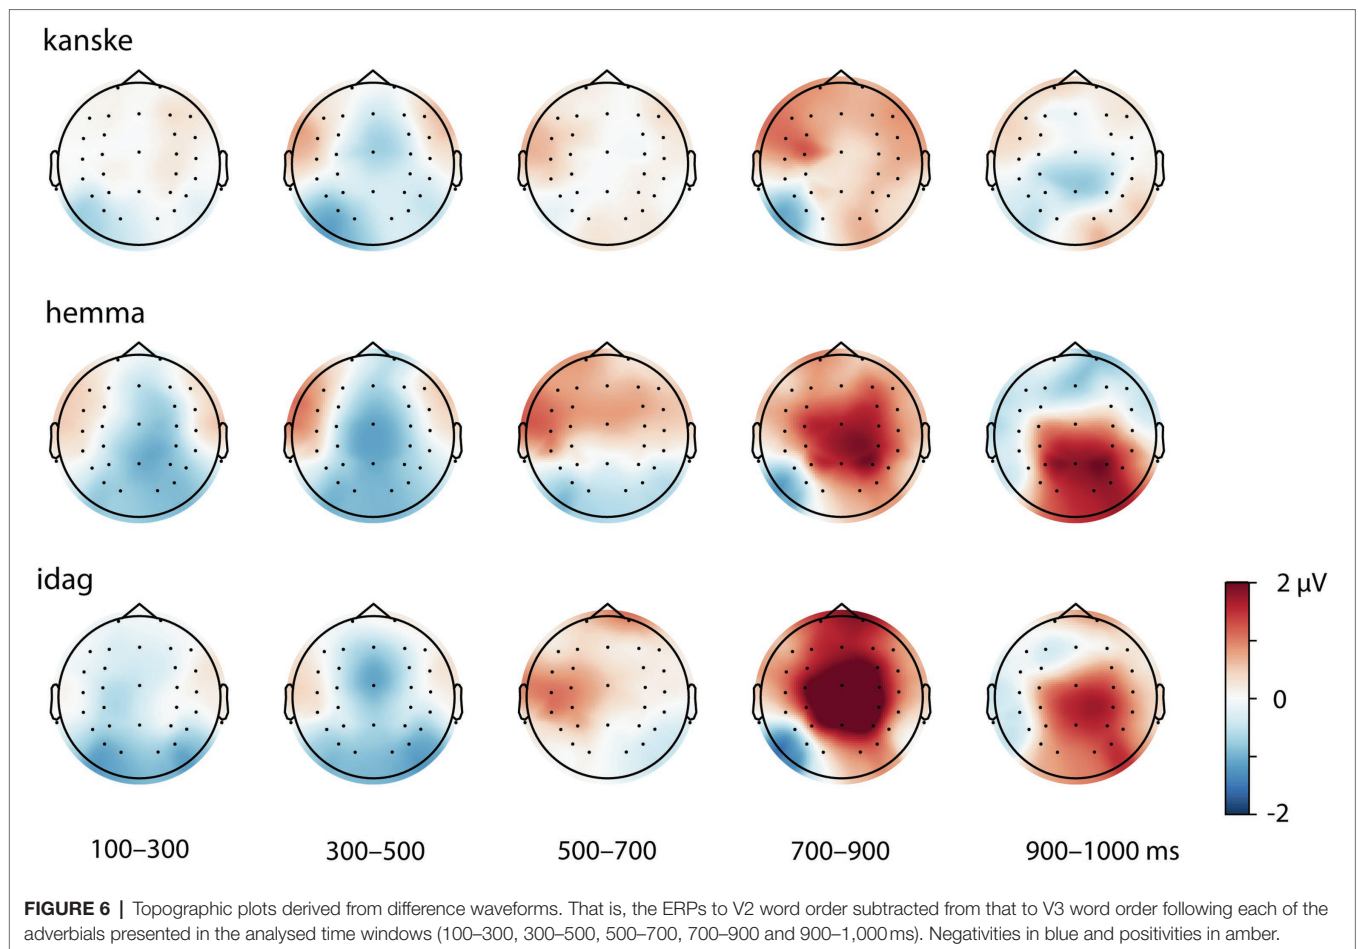 kanske
hemma
idag
2 µV
0
-2
100–300
300–500
500–700
700–900
900–1000 ms
FIGURE 6 | Topographic plots derived from difference waveforms. That is, the ERPs to V2 word order subtracted from that to V3 word order following each of the
adverbials presented in the analysed time windows (100–300, 300–500, 500–700, 700–900 and 900–1,000 ms). Negativities in blue and positivities in amber.